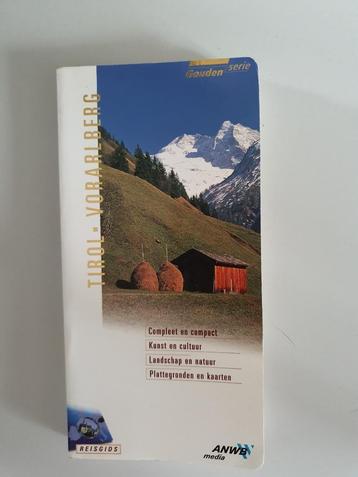 Gouden serie
TIROL • VORARLBERG
Compleet en compact
Kunst en cultuur
Landschap en natuur
Plattegronden en kaarten
REISGIDS
ANWB
media